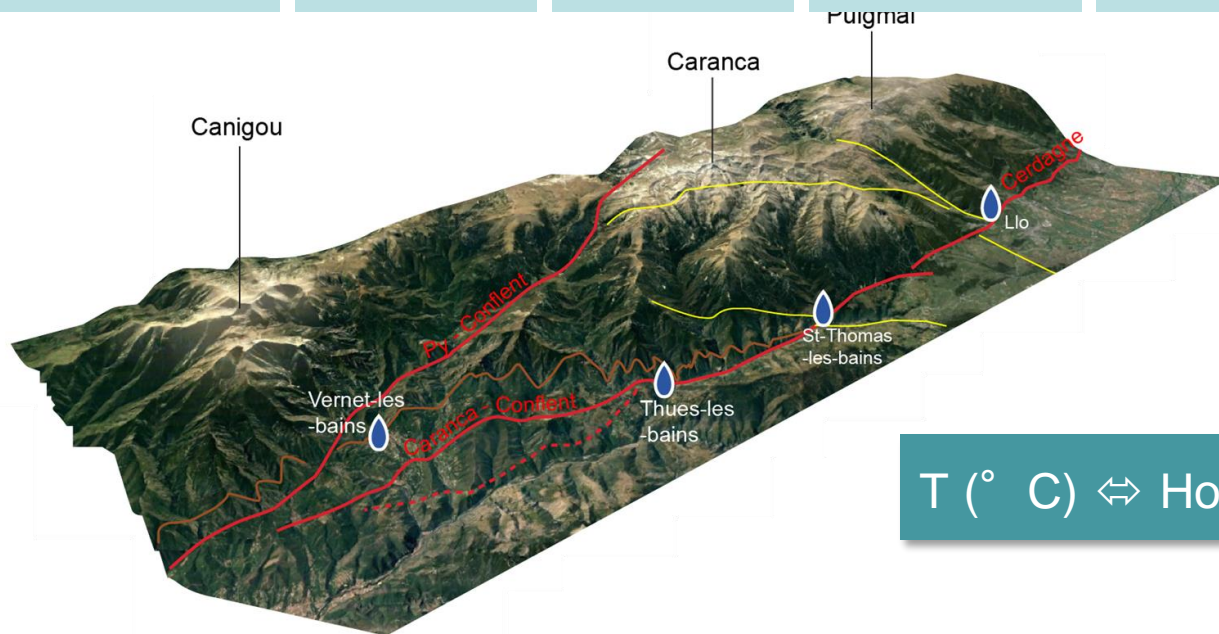 Puigmal
Caranca
Canigou
Cerdagne
Llo
Py - Conflent
St-Thomas
-les-bains
Vernet-les
-bains
Caranca - Conflent
Thues-les
-bains
T (° C) ⇔ Ho